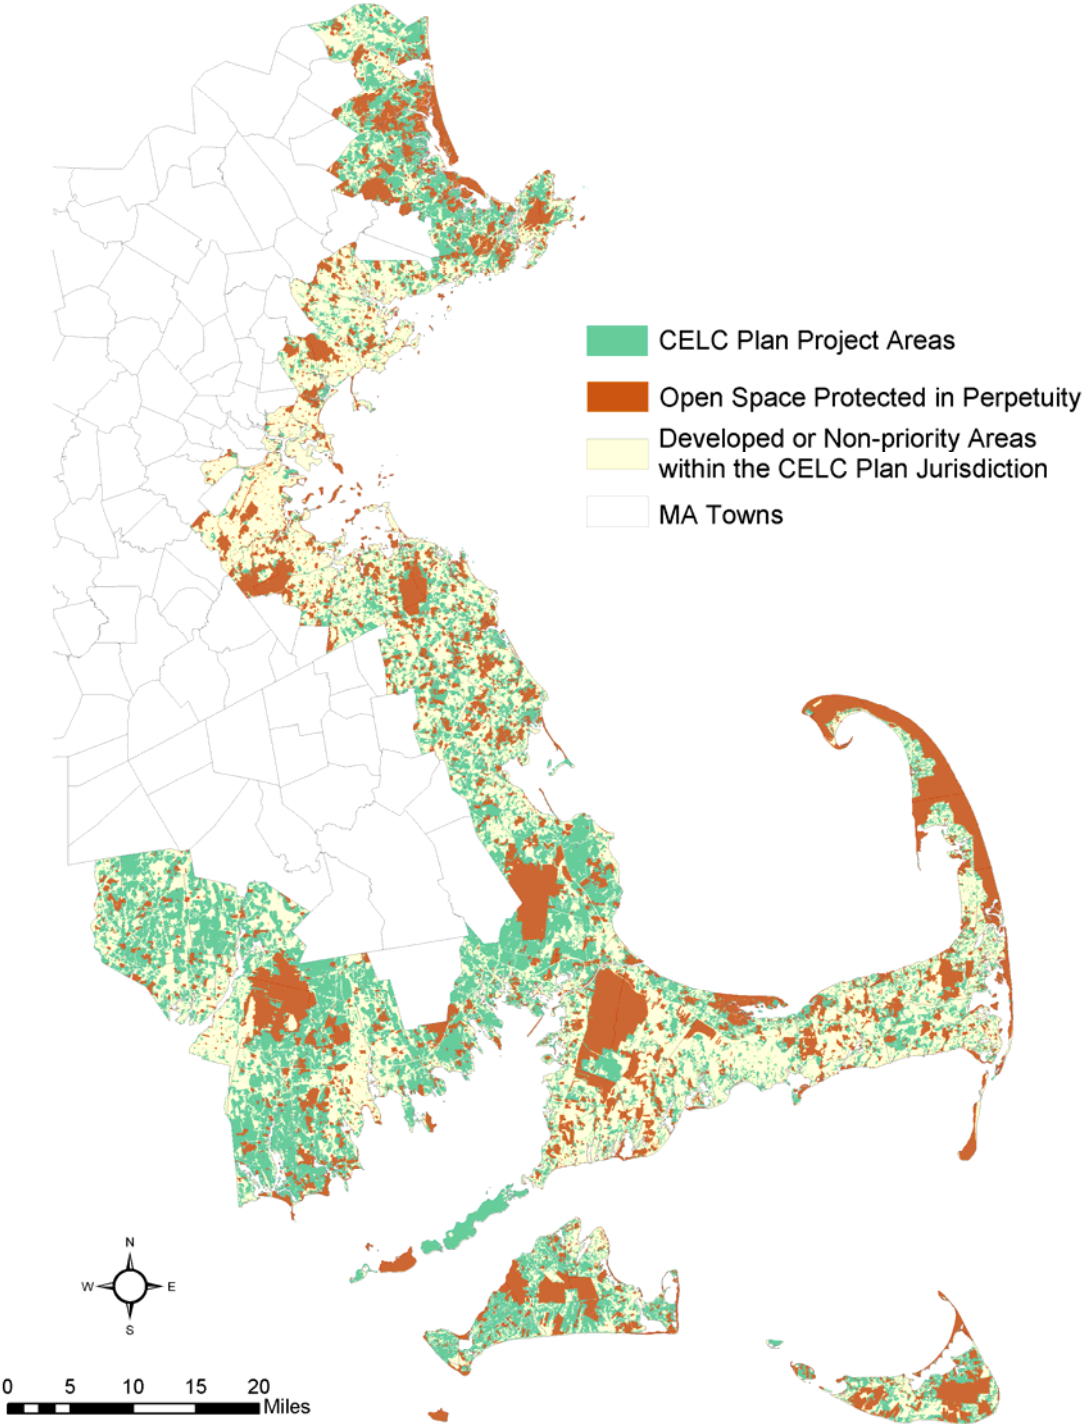 CELC Plan Project Areas
Open Space Protected in Perpetuity
Developed or Non-priority Areas
within the CELC Plan Jurisdiction
MA Towns
N
W E
S
0 5 10 15 20
Miles